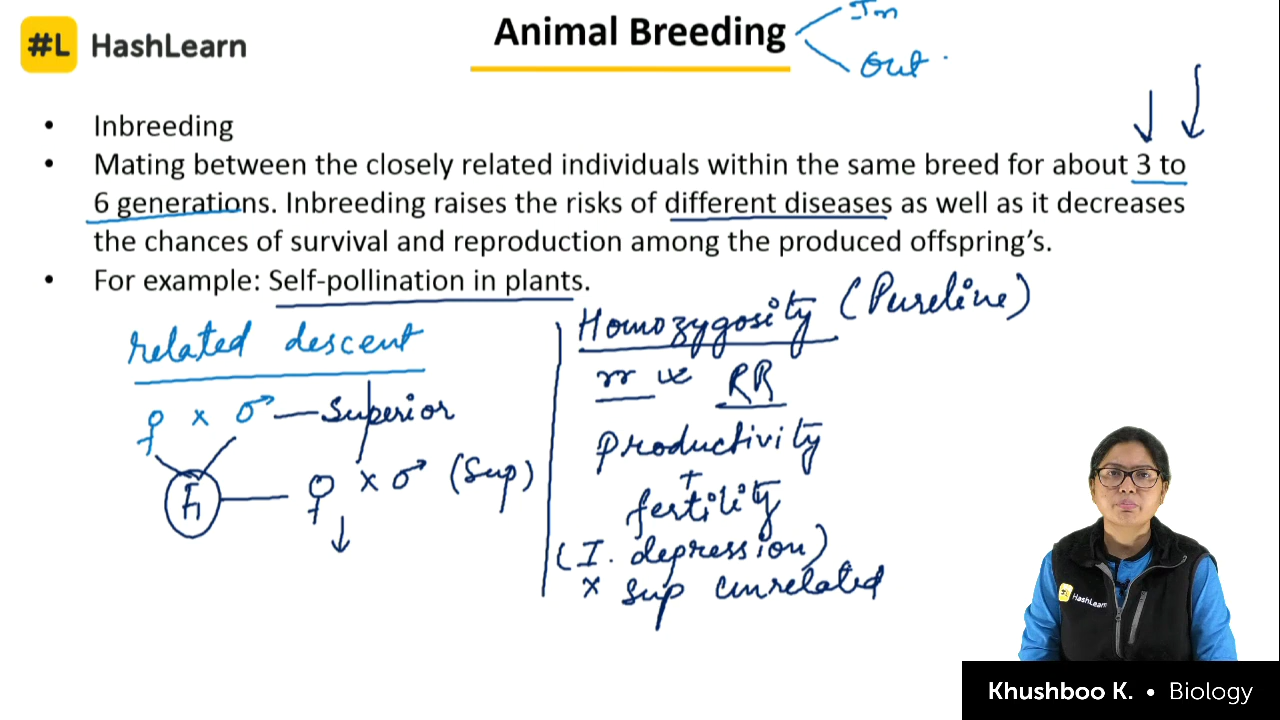 #L HashLearn
Animal Breeding
In
Out
• Inbreeding
• Mating between the closely related individuals within the same breed for about 3 to
6 generations. Inbreeding raises the risks of different diseases as well as it decreases
the chances of survival and reproduction among the produced offspring’s.
• For example: Self-pollination in plants.
related descent
♀ x ♂ — Superior
F1 — ♀ x ♂ (Sup)
Homozygosity (Pureline)
rr RR
productivity
+
fertility
(I. depression)
x sup unrelated
#L HashLearn
Khushboo K. • Biology